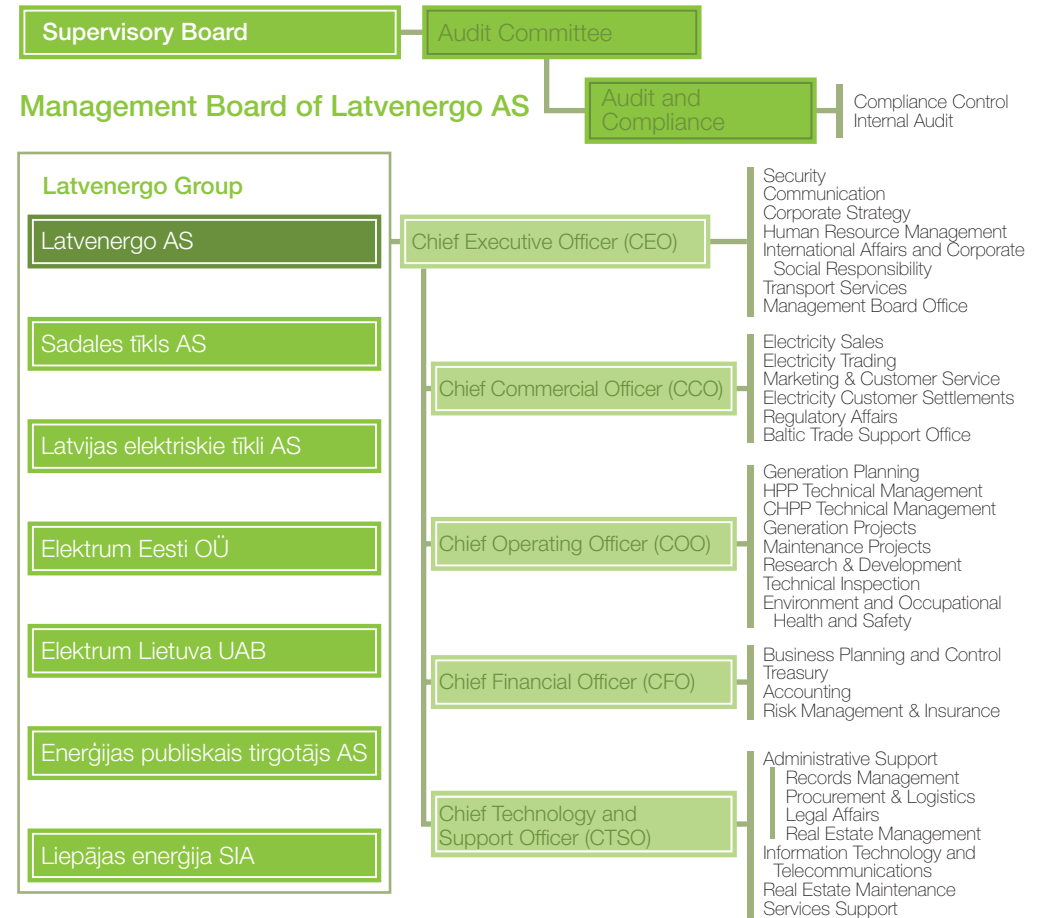 Supervisory Board
Audit Committee
Management Board of Latvenergo AS
Audit and
Compliance
Compliance Control
Internal Audit
Latvenergo Group
Latvenergo AS
Sadales tīkls AS
Latvijas elektriskie tīkli AS
Elektrum Eesti OÜ
Elektrum Lietuva UAB
Enerģijas publiskais tirgotājs AS
Liepājas enerģija SIA
Chief Executive Officer (CEO)
Security
Communication
Corporate Strategy
Human Resource Management
International Affairs and Corporate
Social Responsibility
Transport Services
Management Board Office
Chief Commercial Officer (CCO)
Electricity Sales
Electricity Trading
Marketing & Customer Service
Electricity Customer Settlements
Regulatory Affairs
Baltic Trade Support Office
Chief Operating Officer (COO)
Generation Planning
HPP Technical Management
CHPP Technical Management
Generation Projects
Maintenance Projects
Research & Development
Technical Inspection
Environment and Occupational
Health and Safety
Chief Financial Officer (CFO)
Business Planning and Control
Treasury
Accounting
Risk Management & Insurance
Chief Technology and
Support Officer (CTSO)
Administrative Support
Records Management
Procurement & Logistics
Legal Affairs
Real Estate Management
Information Technology and
Telecommunications
Real Estate Maintenance
Services Support